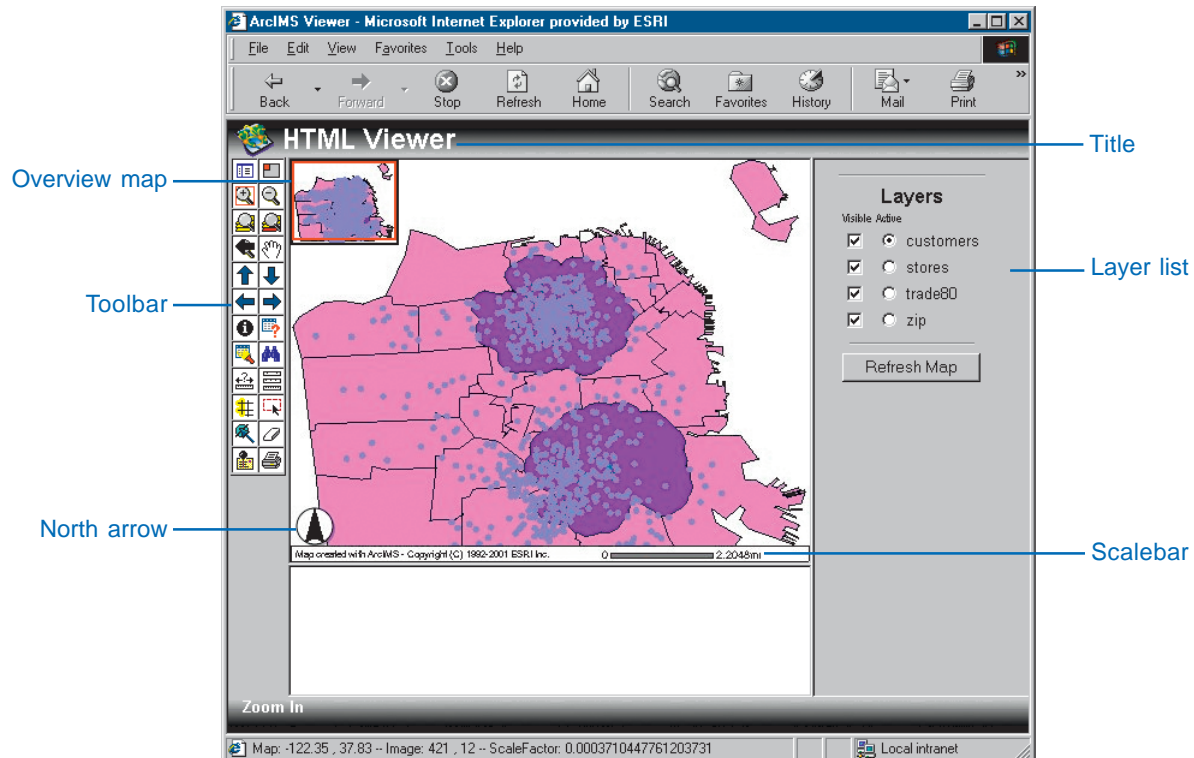 ArcIMS Viewer - Microsoft Internet Explorer provided by ESRI
File Edit View Favorites Tools Help
Back Forward Stop Refresh Home Search Favorites History Mail Print
HTML Viewer
Title
Overview map
Layers
Visible Active
customers
stores
Layer list
trade80
zip
Toolbar
Refresh Map
North arrow
Map created with ArcIMS - Copyright (C) 1992-2001 ESRI Inc.
0 2.2048mi
Scalebar
Zoom In
Map: -122.35 , 37.83 -- Image: 421 , 12 -- ScaleFactor: 0.0003710447761203731
Local intranet